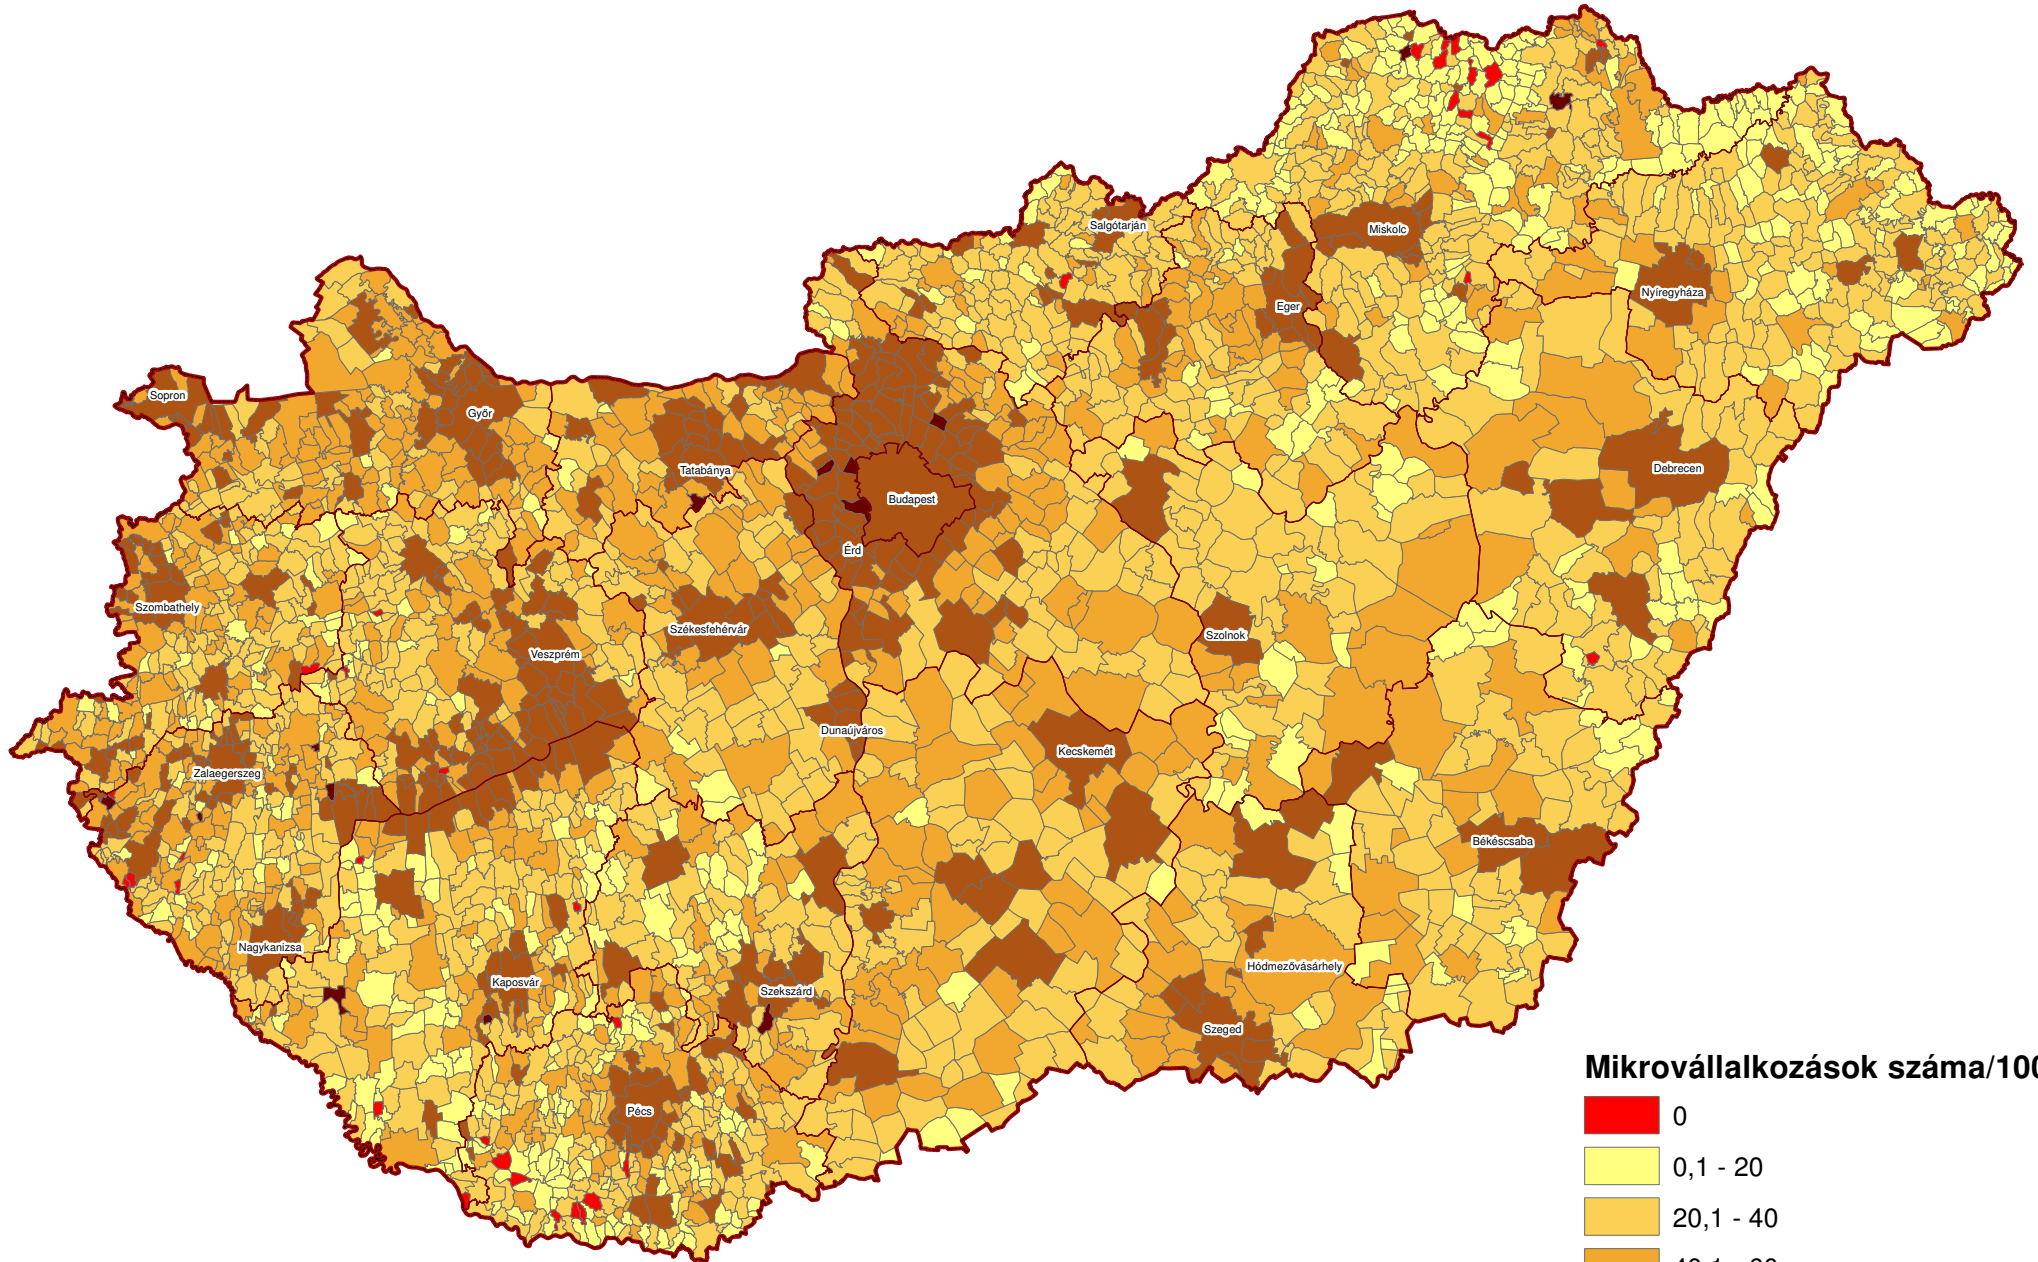 Salgótarján
Miskolc
Eger
Nyíregyháza
Sopron
Győr
Tatabánya
Debrecen
Budapest
Érd
Szombathely
Székesfehérvár
Szolnok
Veszprém
Dunaújváros
Kecskemét
Zalaegerszeg
Békéscsaba
Nagykanizsa
Hódmezővásárhely
Kaposvár
Szekszárd
Szeged
Pécs
Mikrovállalkozások száma/100
0
0,1 - 20
20,1 - 40